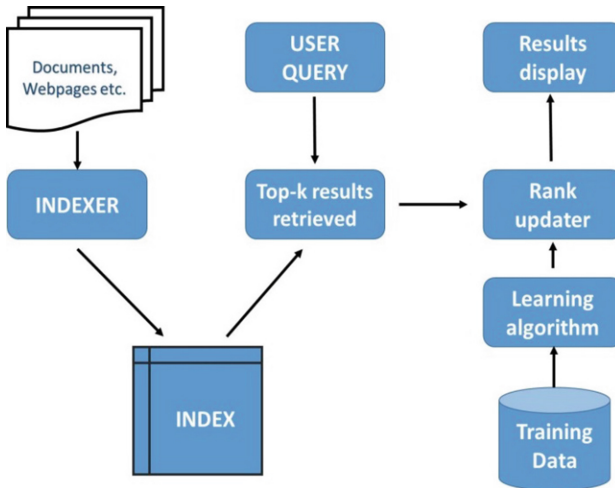 Documents,
Webpages etc.
USER
QUERY
Results
display
INDEXER
Top-k results
retrieved
Rank
updater
Learning
algorithm
INDEX
Training
Data